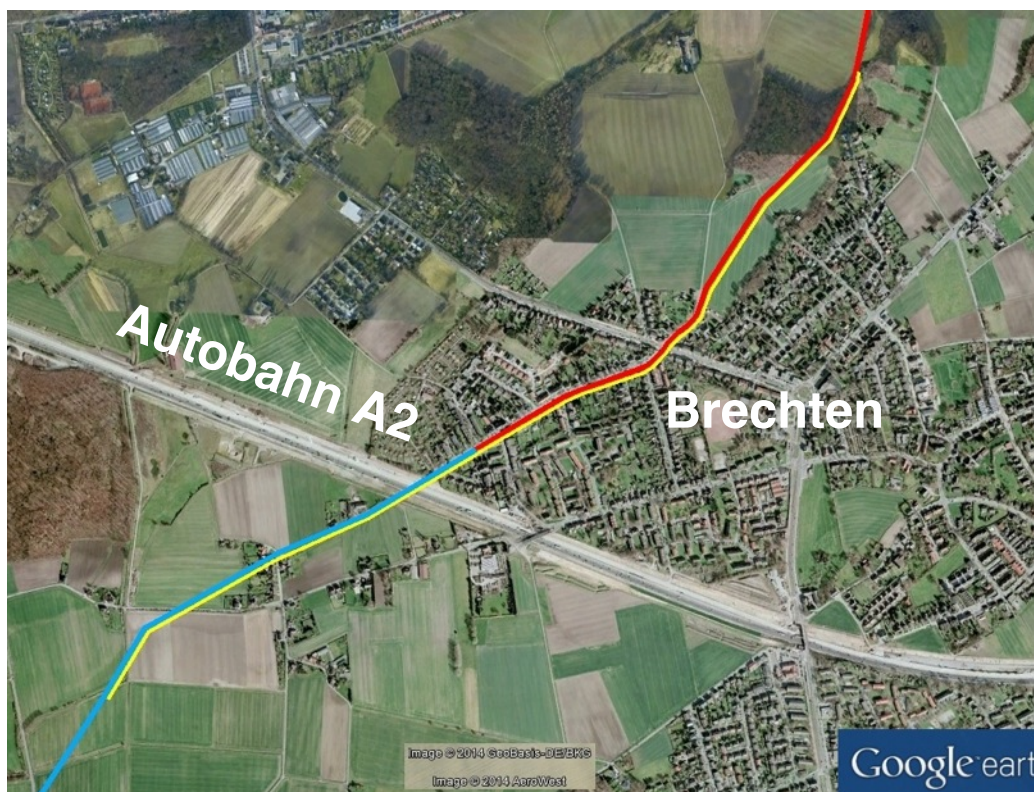 Autobahn A2
Brechten
Image © 2014 GeoBasis-DE/BKG
Image © 2014 AeroWest
Google eart